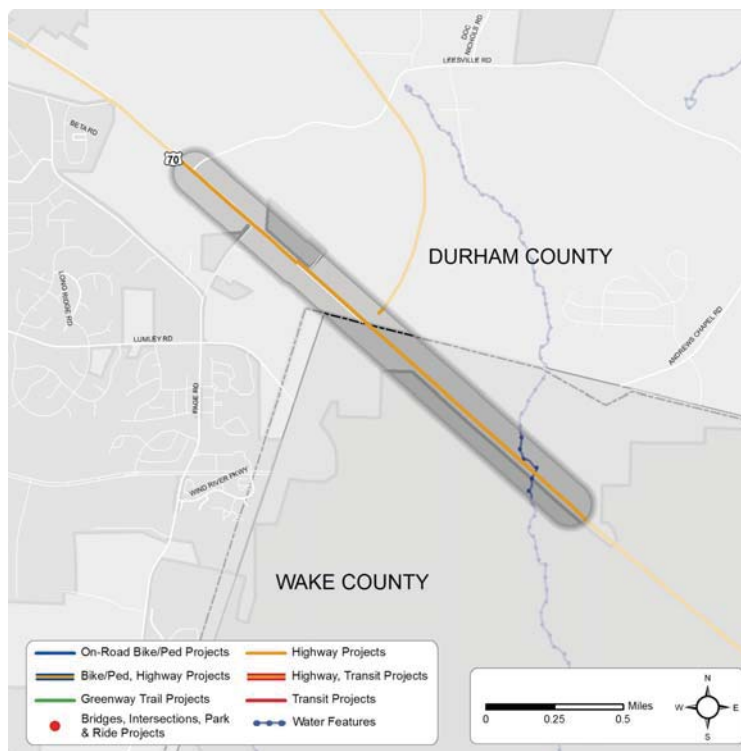 DOC
NICHOLS RD
LEESVILLE RD
BETA RD
70
DURHAM COUNTY
LONG RIDGE RD
LUMLEY RD
ANDREWS CHAPEL RD
PAGE RD
WIND RIVER PKWY
WAKE COUNTY
On-Road Bike/Ped Projects
Highway Projects
Bike/Ped, Highway Projects
Highway, Transit Projects
Greenway Trail Projects
Transit Projects
Bridges, Intersections, Park
& Ride Projects
Water Features
Miles
0 0.25 0.5
N
W E
S